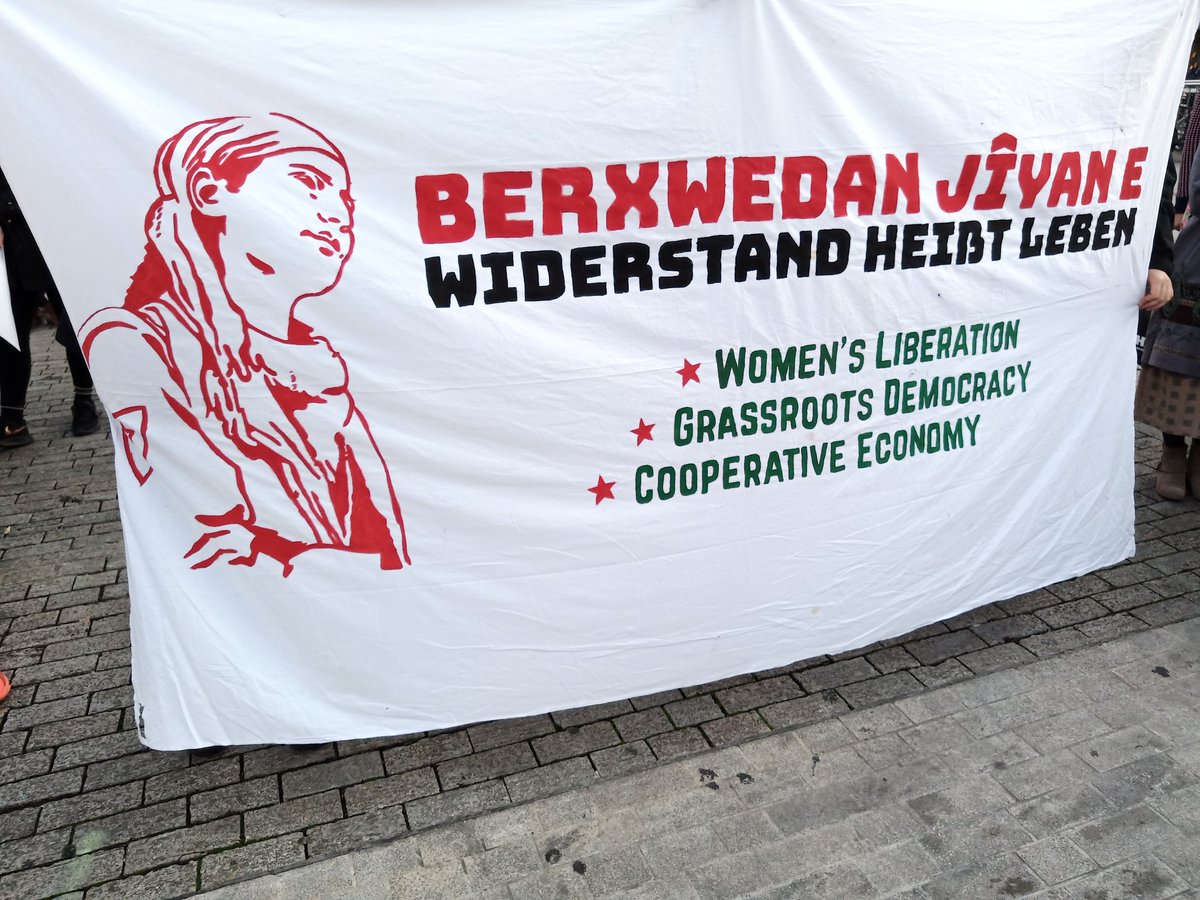 BERXWEDAN JÎYAN E
WIDERSTAND HEIßT LEBEN
WOMEN'S LIBERATION
GRASSROOTS DEMOCRACY
COOPERATIVE ECONOMY